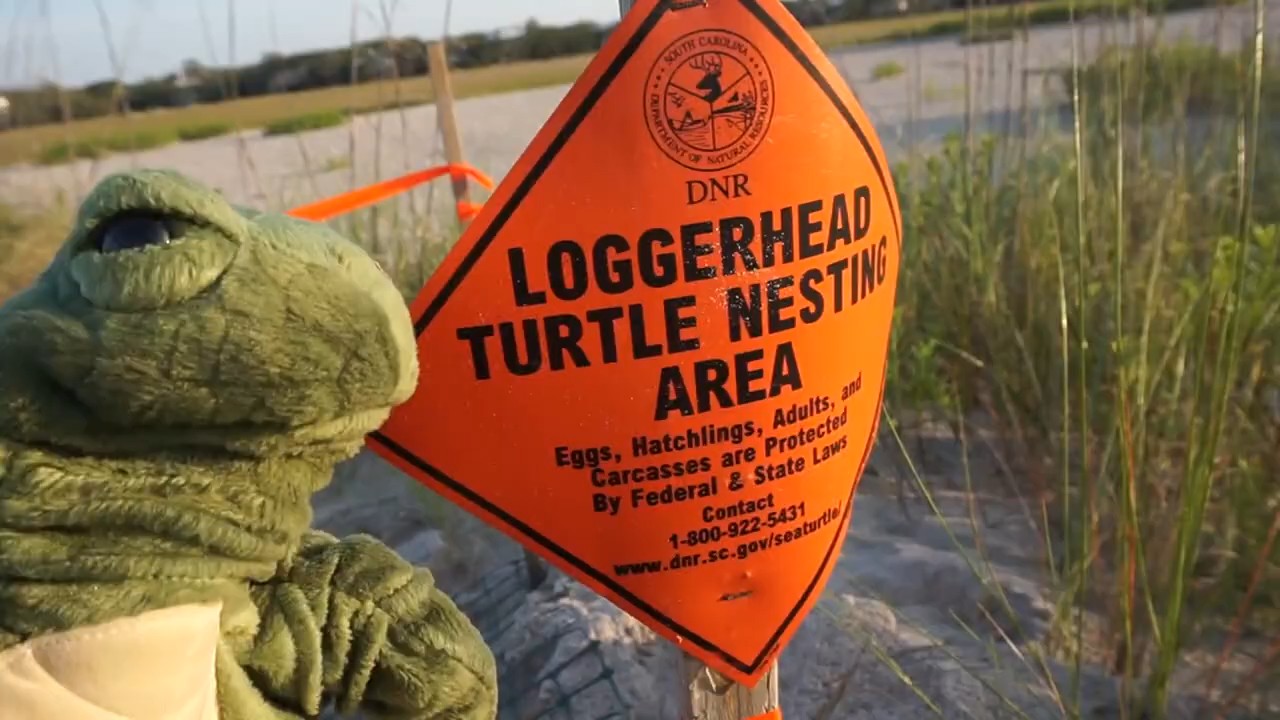 SOUTH CAROLINA
DEPARTMENT OF NATURAL RESOURCES
DNR
LOGGERHEAD
TURTLE NESTING
AREA
Eggs, Hatchlings, Adults, and
Carcasses are Protected
By Federal & State Laws
Contact
1-800-922-5431
www.dnr.sc.gov/seaturtle/